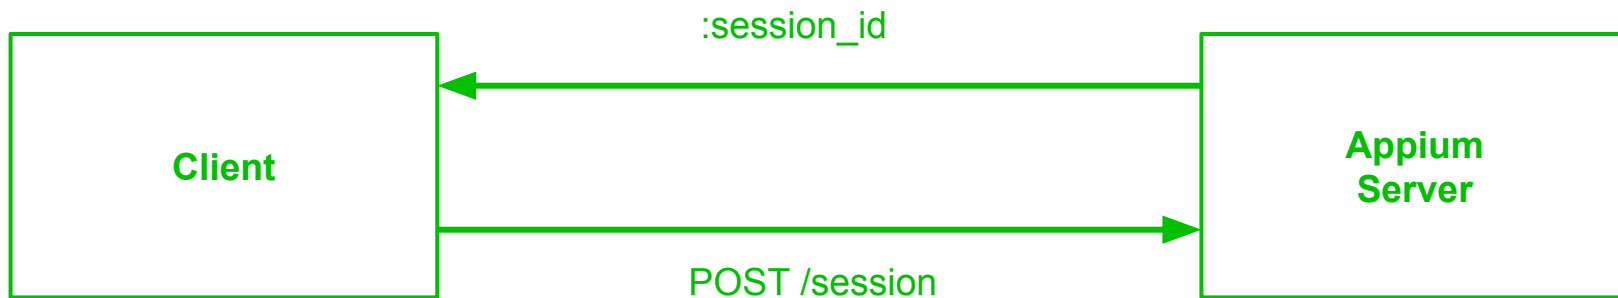 :session_id
Client
Appium
Server
POST /session